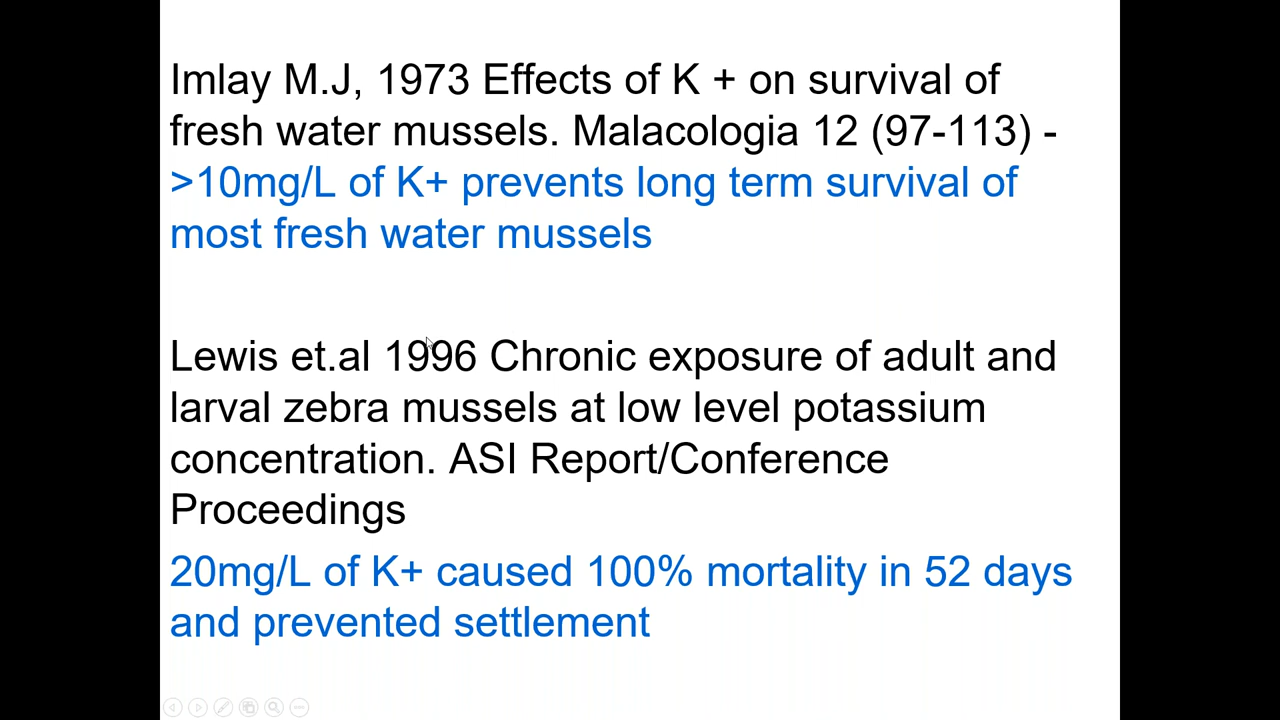 Imlay M.J, 1973 Effects of K + on survival of
fresh water mussels. Malacologia 12 (97-113) -
>10mg/L of K+ prevents long term survival of
most fresh water mussels
Lewis et.al 1996 Chronic exposure of adult and
larval zebra mussels at low level potassium
concentration. ASI Report/Conference
Proceedings
20mg/L of K+ caused 100% mortality in 52 days
and prevented settlement